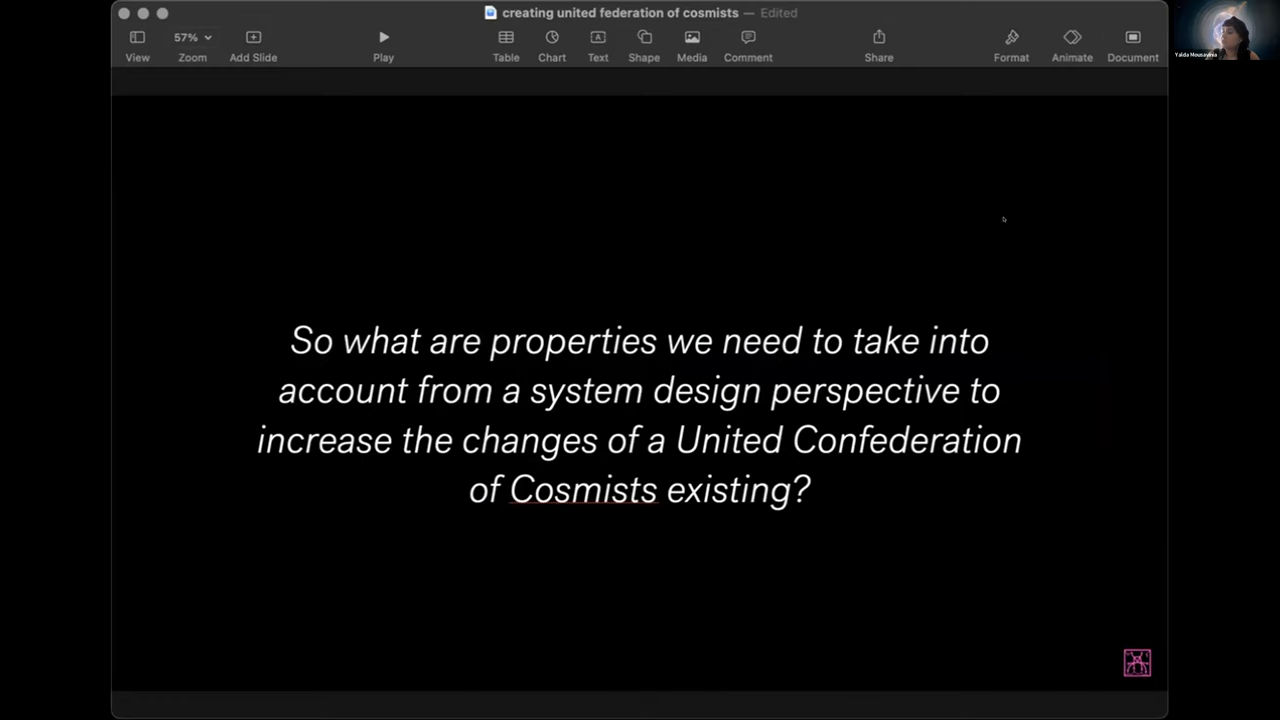 creating united federation of cosmists — Edited
57%
View
Zoom
Add Slide
Play
Table
Chart
Text
Shape
Media
Comment
Share
Format
Animate
Document
Yalda Mousavinia
So what are properties we need to take into
account from a system design perspective to
increase the changes of a United Confederation
of Cosmists existing?